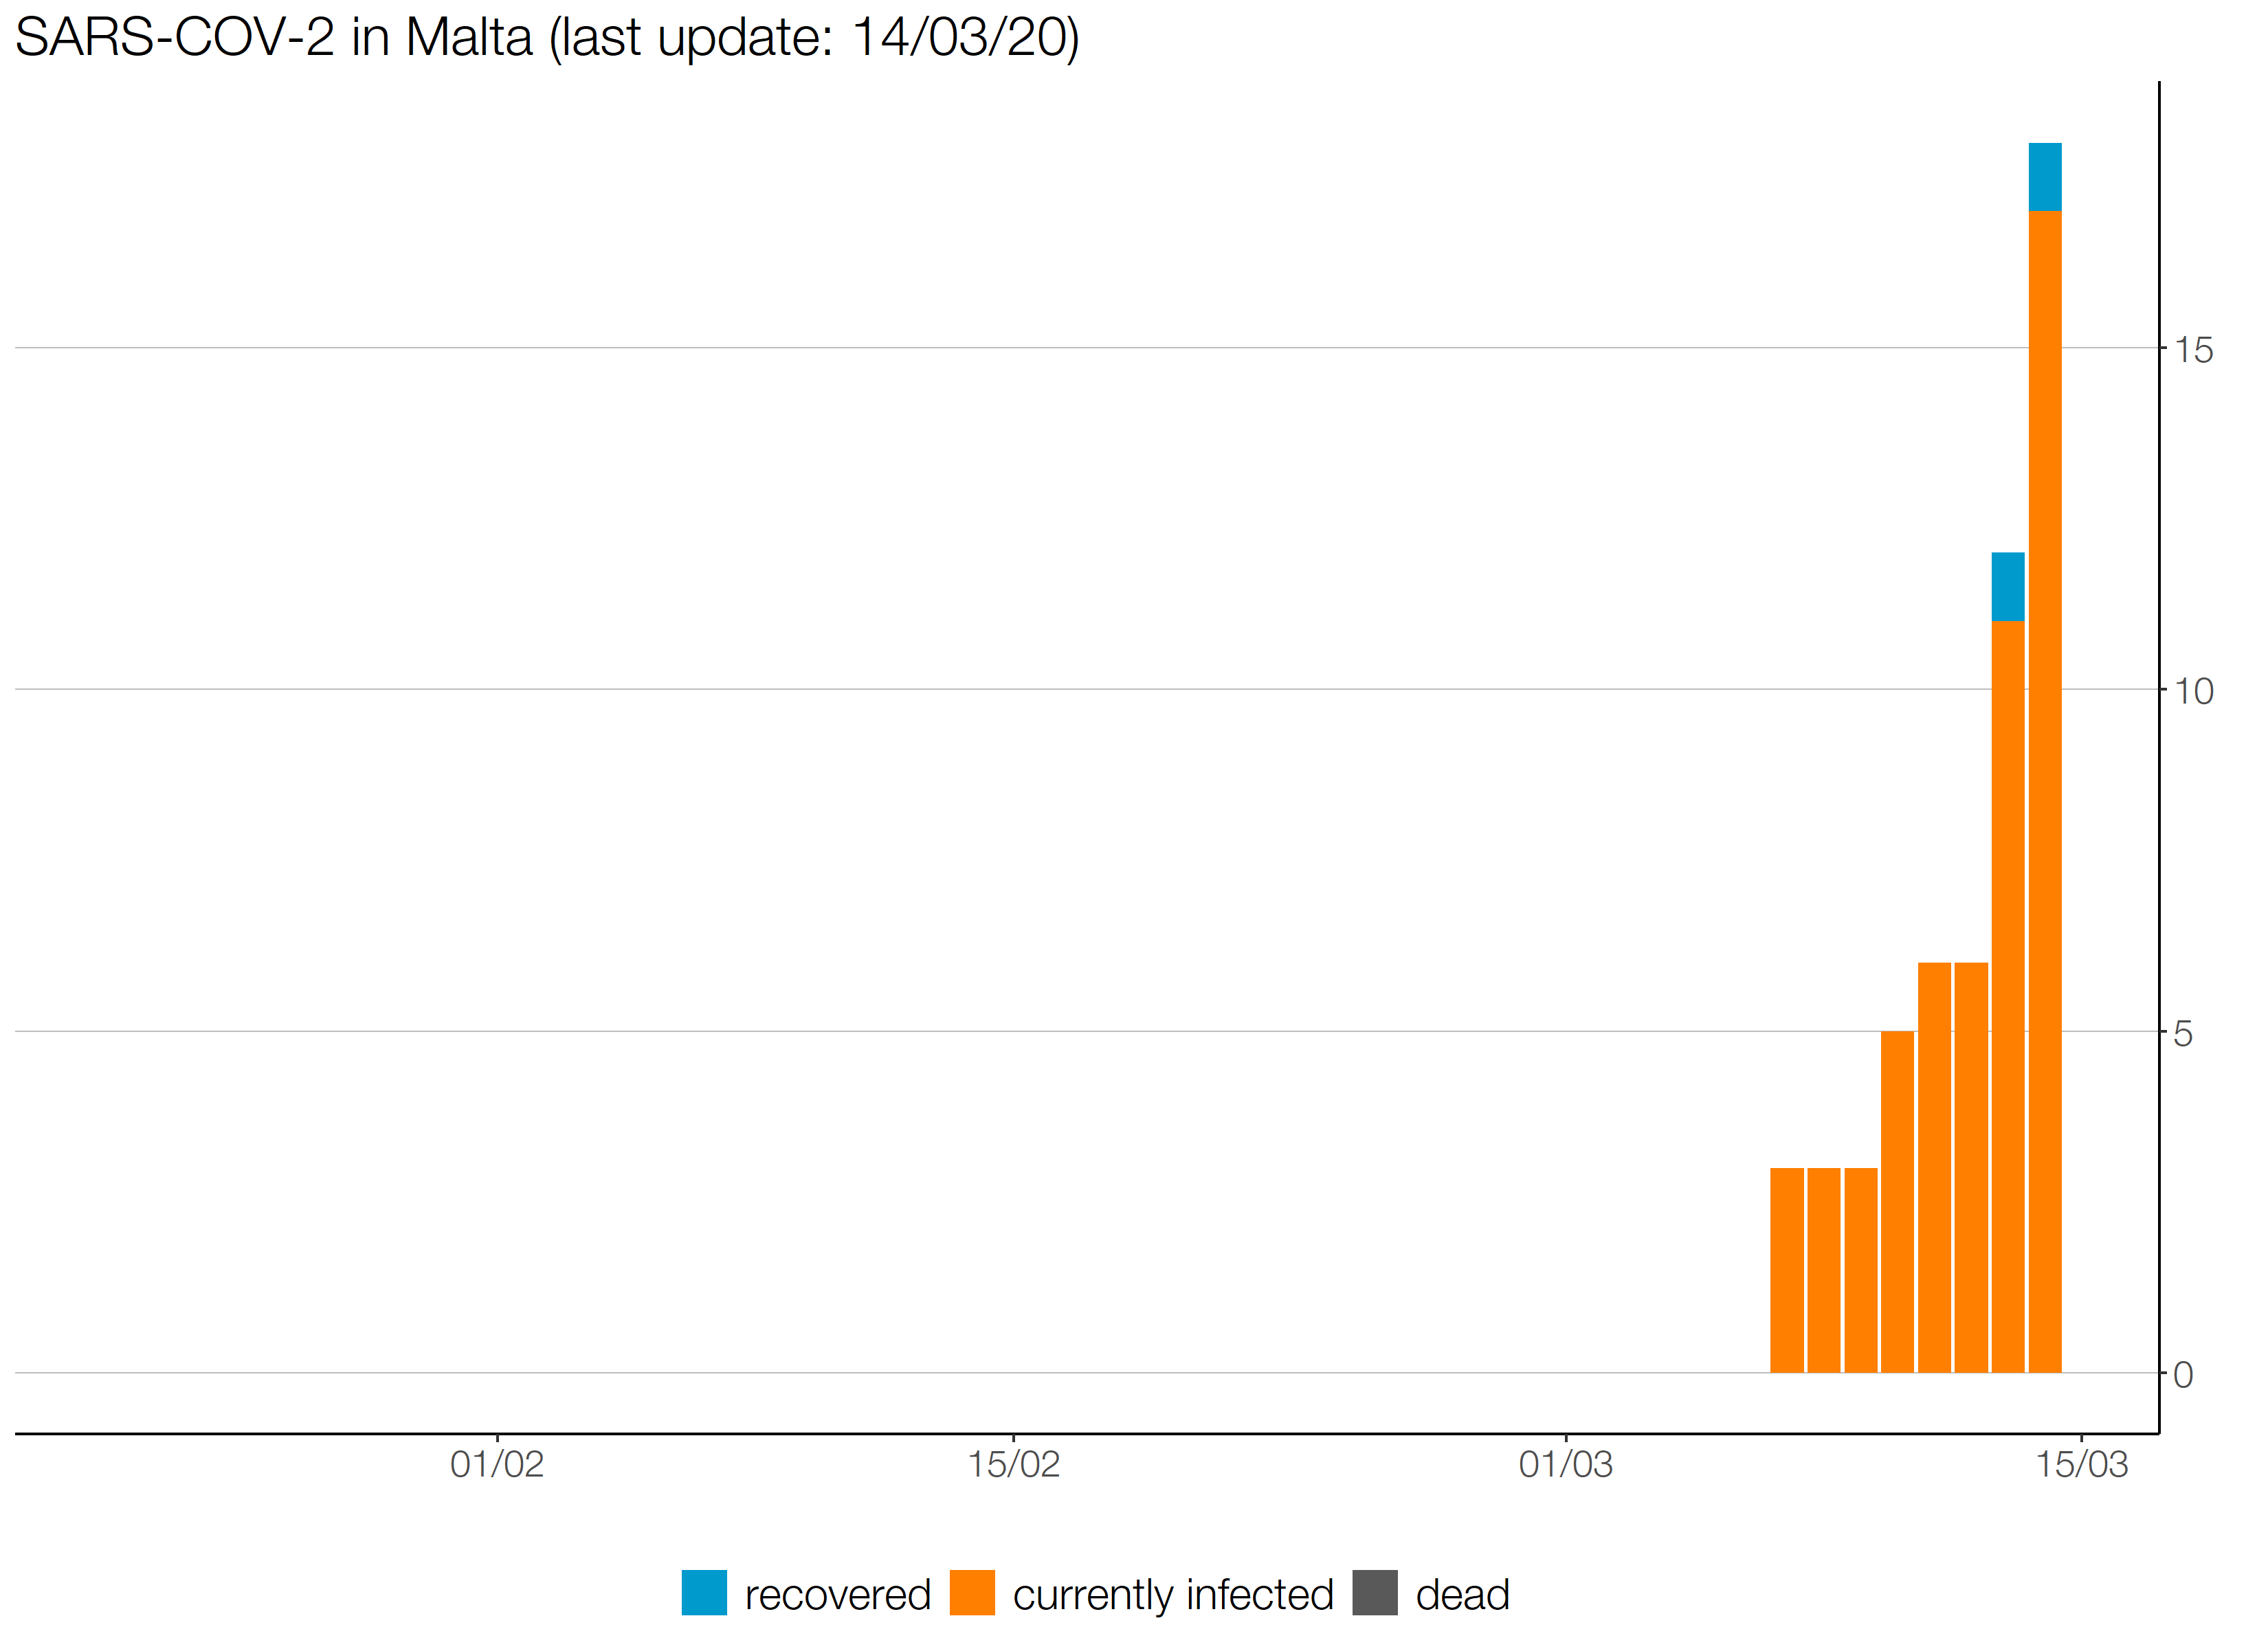 SARS-COV-2 in Malta (last update: 14/03/20)
15
10
5
0
01/02 15/02 01/03 15/03
recovered currently infected dead